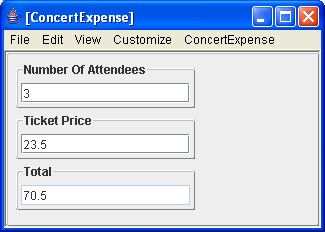 [ConcertExpense]
File Edit View Customize ConcertExpense
Number Of Attendees
3
Ticket Price
23.5
Total
70.5